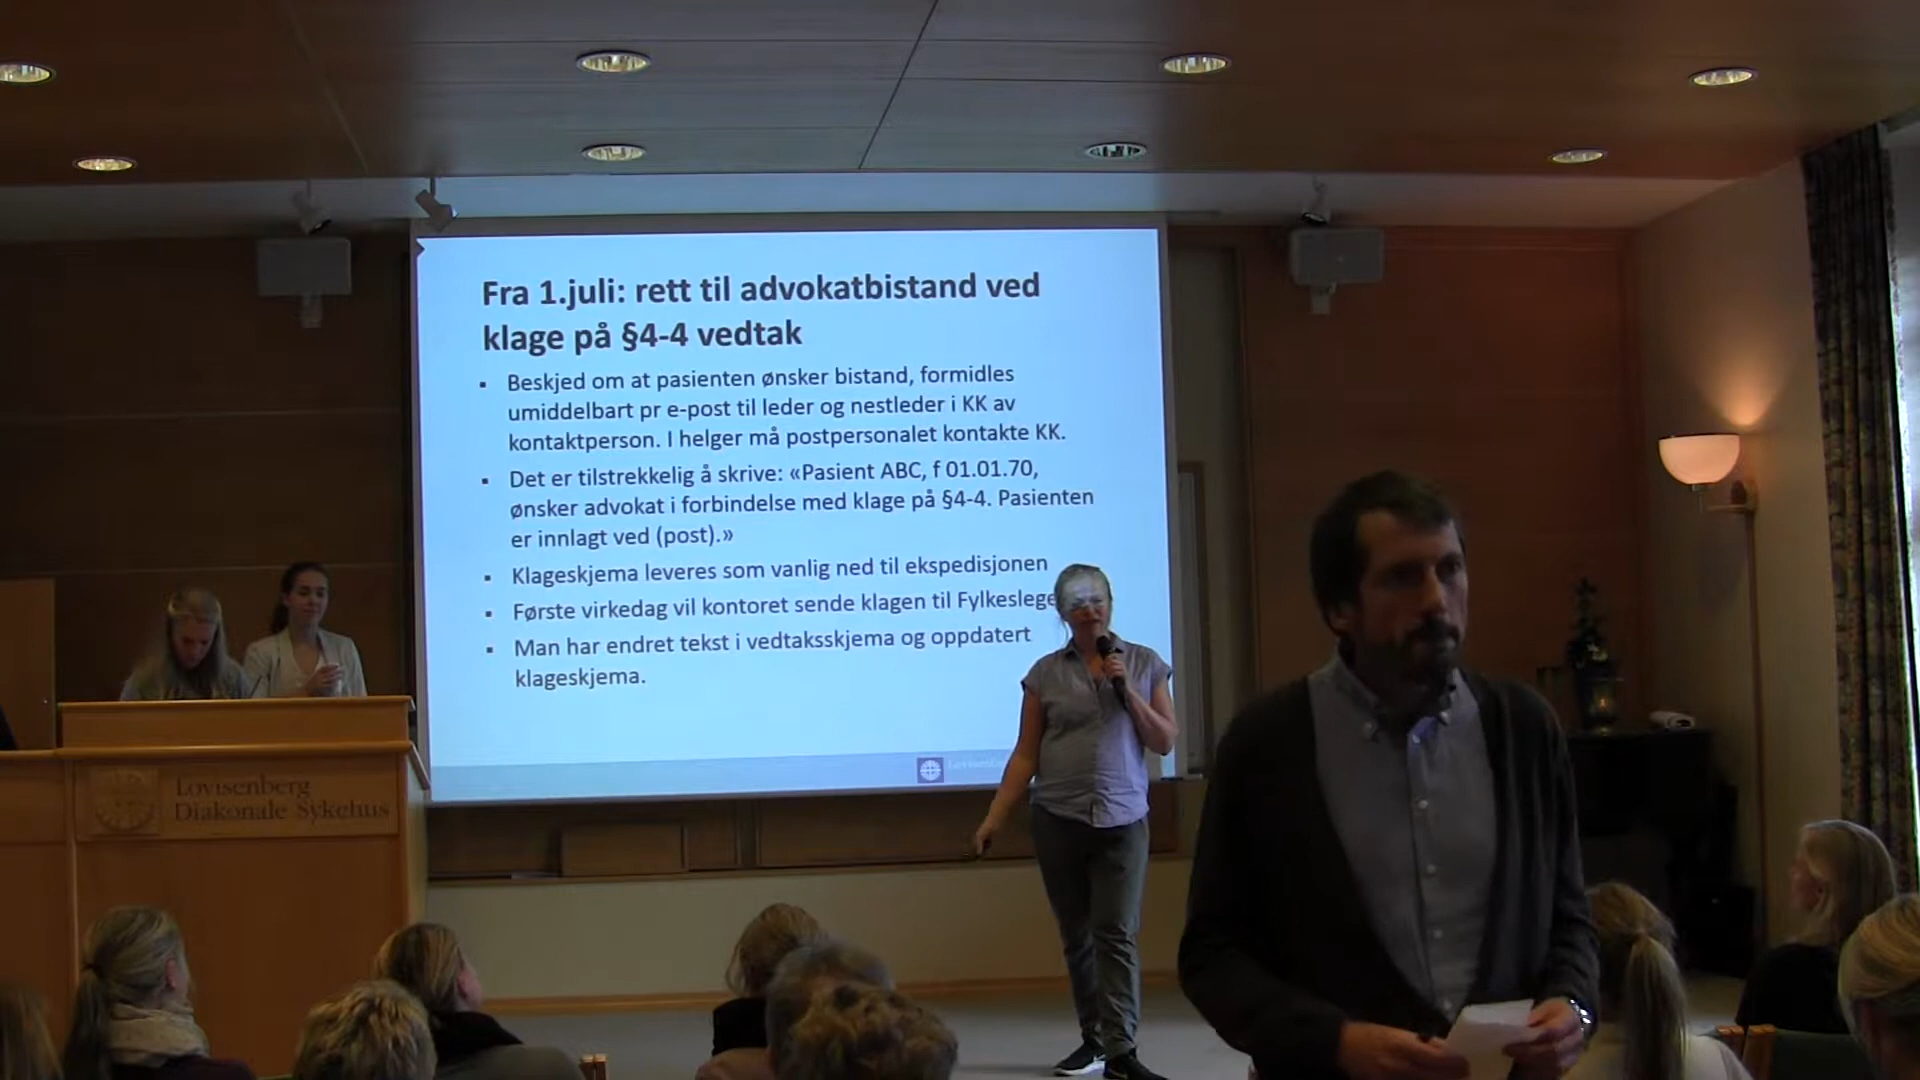 Fra 1.juli: rett til advokatbistand ved
klage på §4-4 vedtak
▪ Beskjed om at pasienten ønsker bistand, formidles
umiddelbart pr e-post til leder og nestleder i KK av
kontaktperson. I helger må postpersonalet kontakte KK.
▪ Det er tilstrekkelig å skrive: «Pasient ABC, f 01.01.70,
ønsker advokat i forbindelse med klage på §4-4. Pasienten
er innlagt ved (post).»
▪ Klageskjema leveres som vanlig ned til ekspedisjonen
▪ Første virkedag vil kontoret sende klagen til Fylkeslege
▪ Man har endret tekst i vedtaksskjema og oppdatert
klageskjema.
Lovisenberg
Diakonale Sykehus